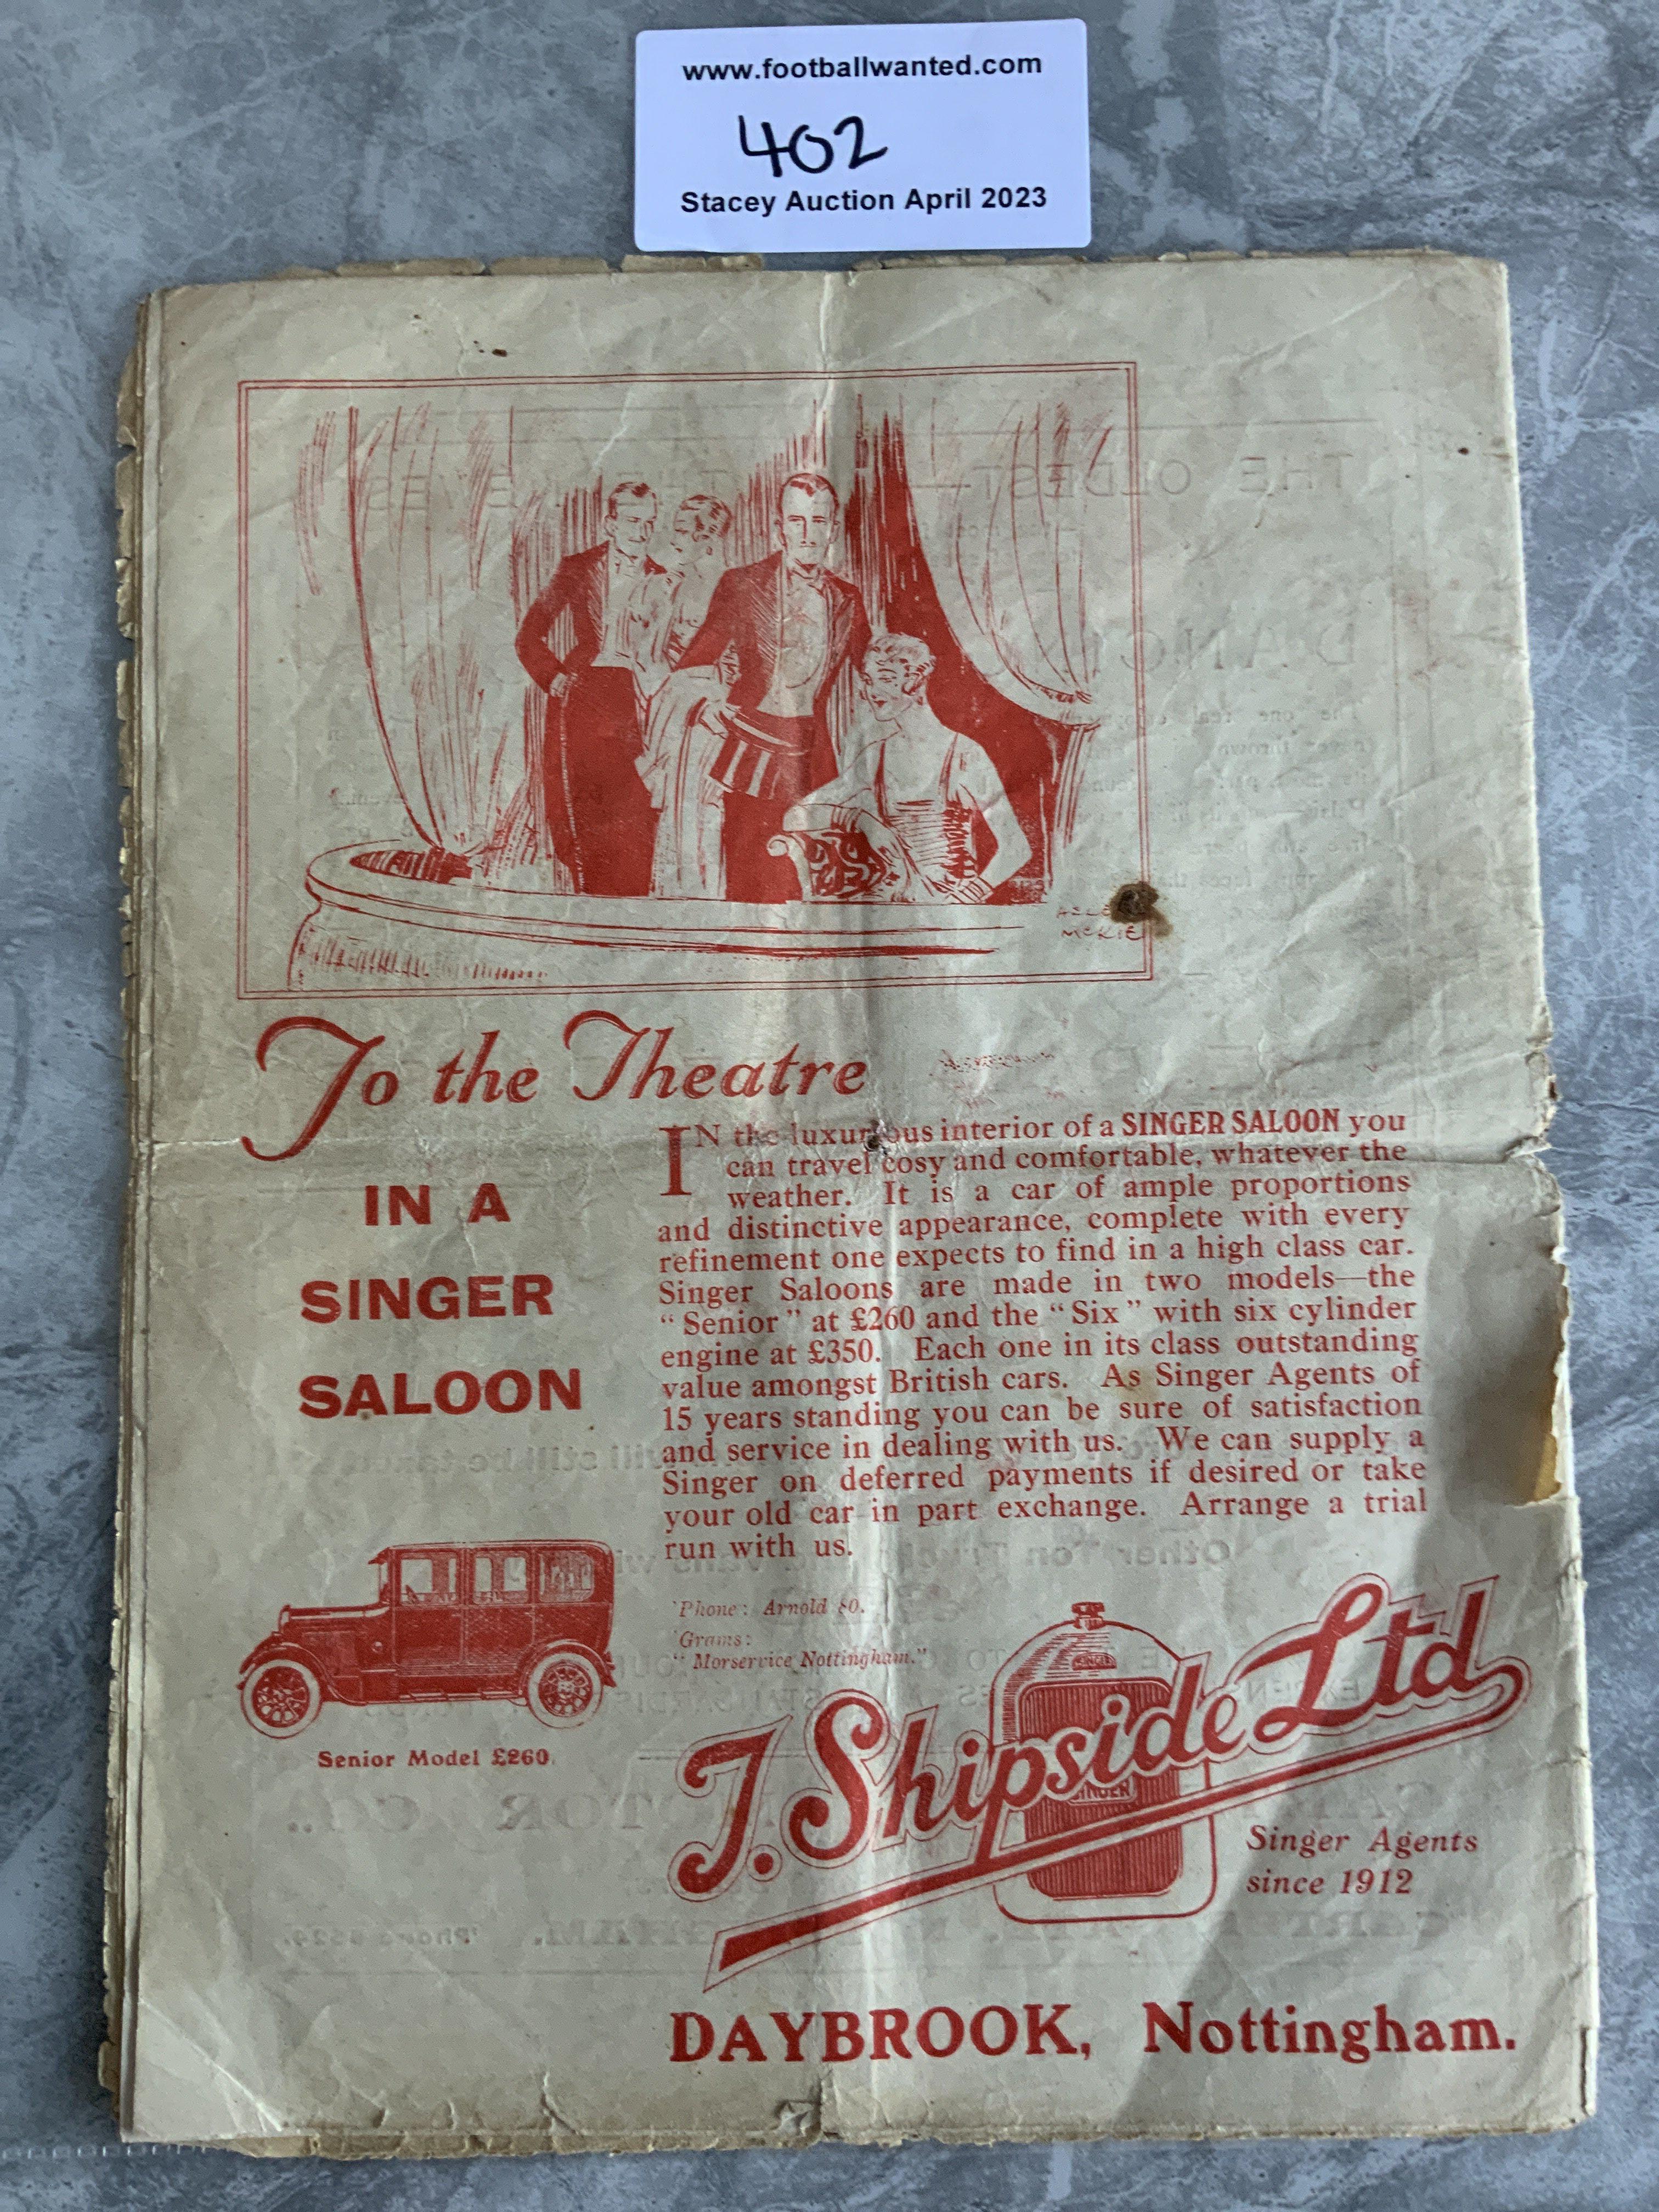 www.footballwanted.com
402
Stacey Auction April 2023
McKIE
To the Theatre
IN A
SINGER
SALOON
IN the luxurious interior of a SINGER SALOON you
can travel cosy and comfortable, whatever the
weather. It is a car of ample proportions
and distinctive appearance, complete with every
refinement one expects to find in a high class car.
Singer Saloons are made in two models—the
"Senior" at £260 and the "Six" with six cylinder
engine at £350. Each one in its class outstanding
value amongst British cars. As Singer Agents of
15 years standing you can be sure of satisfaction
and service in dealing with us. We can supply a
Singer on deferred payments if desired or take
your old car in part exchange. Arrange a trial
run with us.
'Phone: Arnold 80.
'Grams:
"Morservice Nottingham."
Senior Model £260.
SINGER
J. Shipside Ltd
SINGER
Singer Agents
since 1912
DAYBROOK, Nottingham.